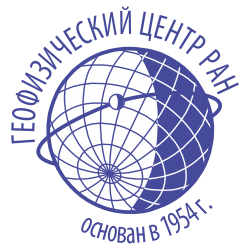 ГЕОФИЗИЧЕСКИЙ ЦЕНТР РАН
основан в 1954 г.